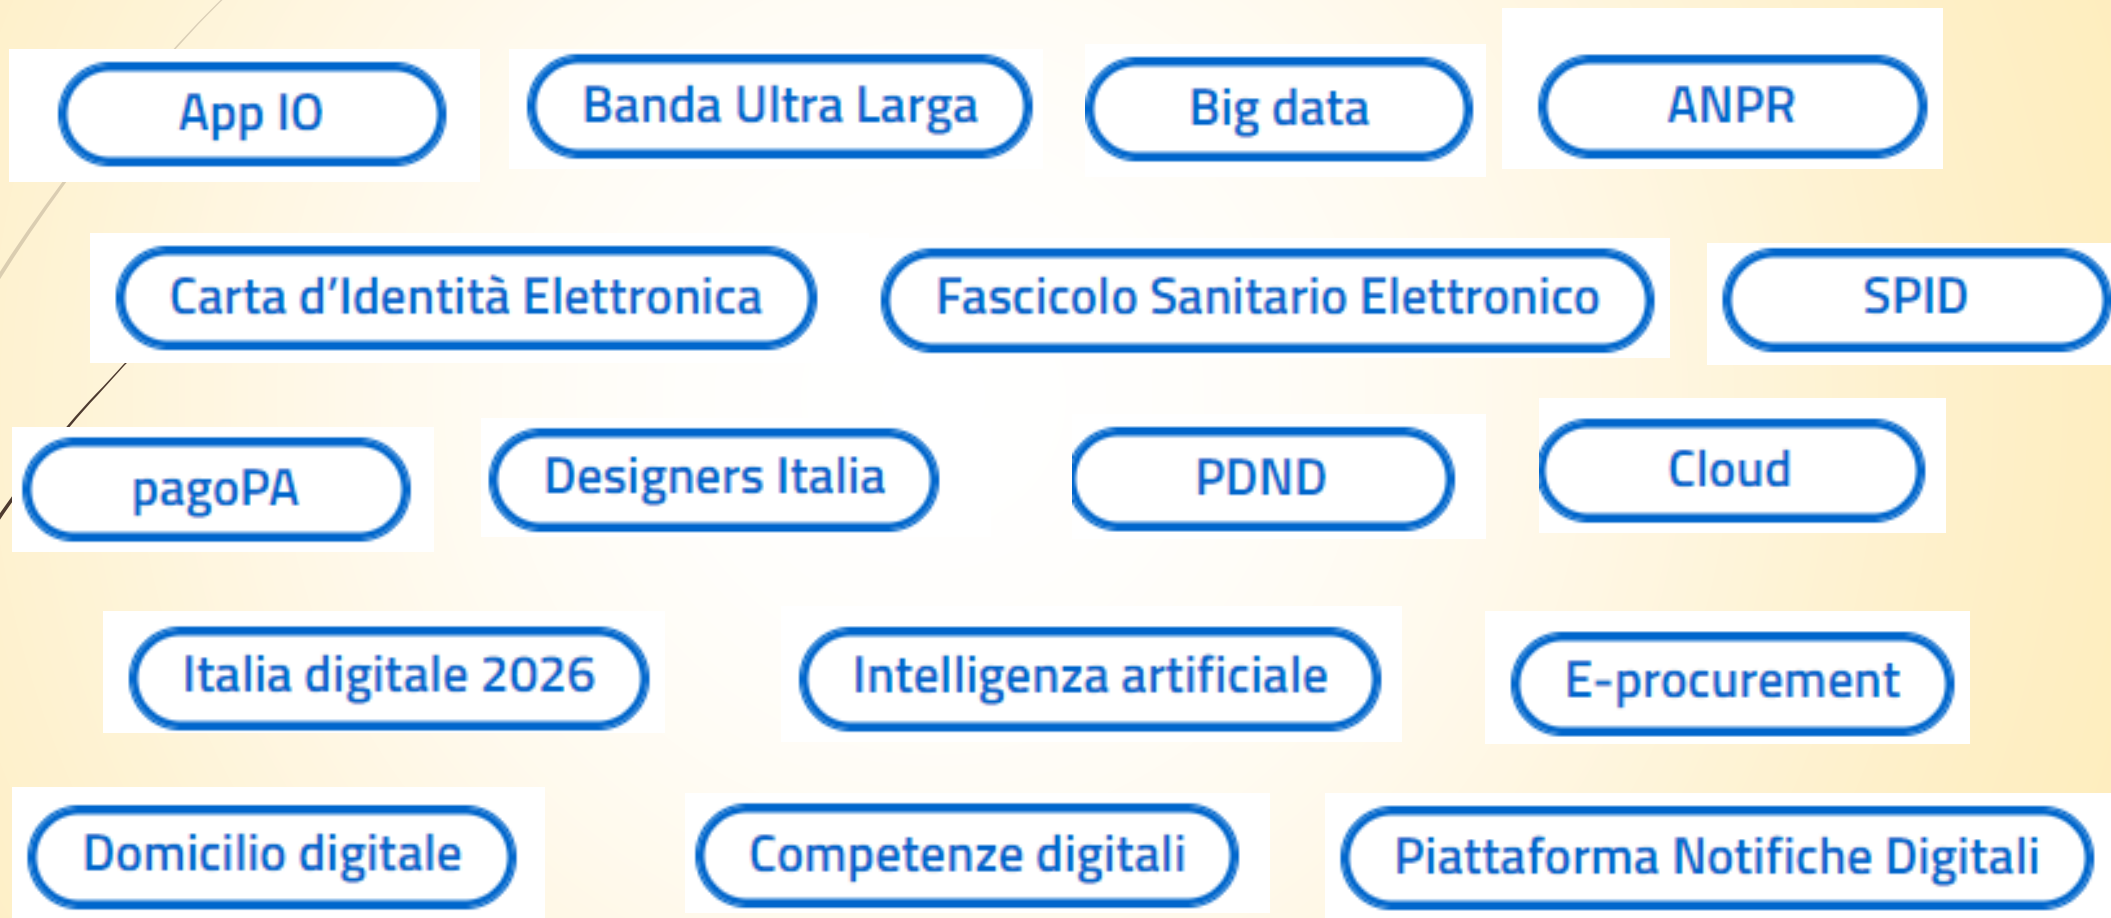 App IO
Banda Ultra Larga
Big data
ANPR
Carta d'Identità Elettronica
Fascicolo Sanitario Elettronico
SPID
pagoPA
Designers Italia
PDND
Cloud
Italia digitale 2026
Intelligenza artificiale
E-procurement
Domicilio digitale
Competenze digitali
Piattaforma Notifiche Digitali